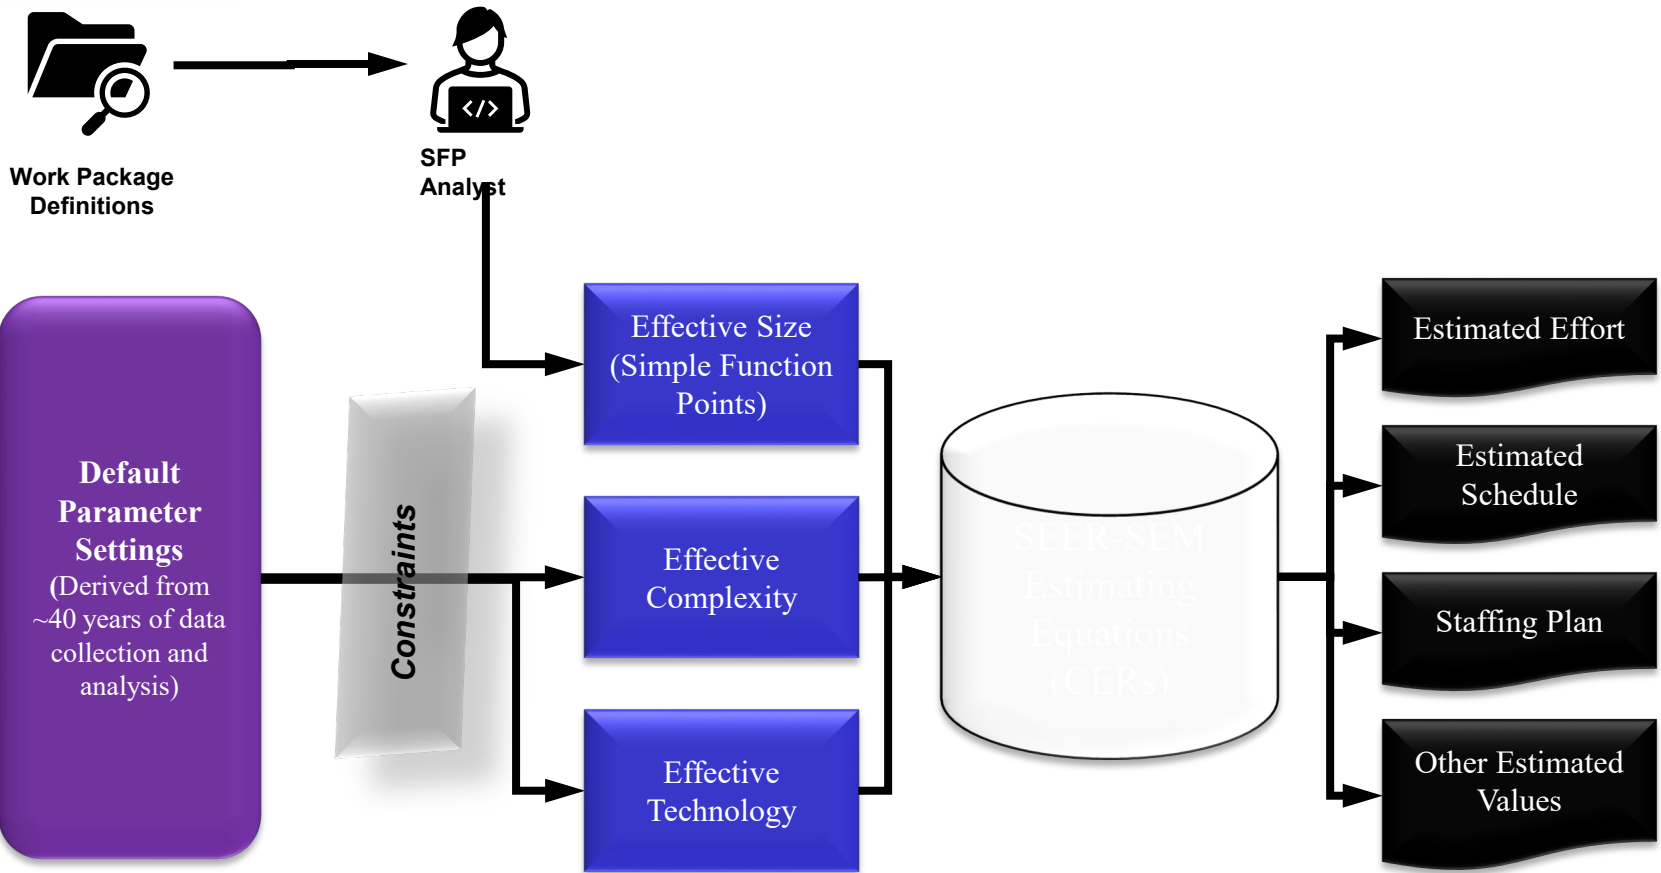 </>
Work Package
Definitions
SFP
Analyst
Default
Parameter
Settings
(Derived from
~40 years of data
collection and
analysis)
Constraints
Effective Size
(Simple Function
Points)
Effective
Complexity
Effective
Technology
SEER-SEM
Estimating
Equations
(CERs)
Estimated Effort
Estimated
Schedule
Staffing Plan
Other Estimated
Values